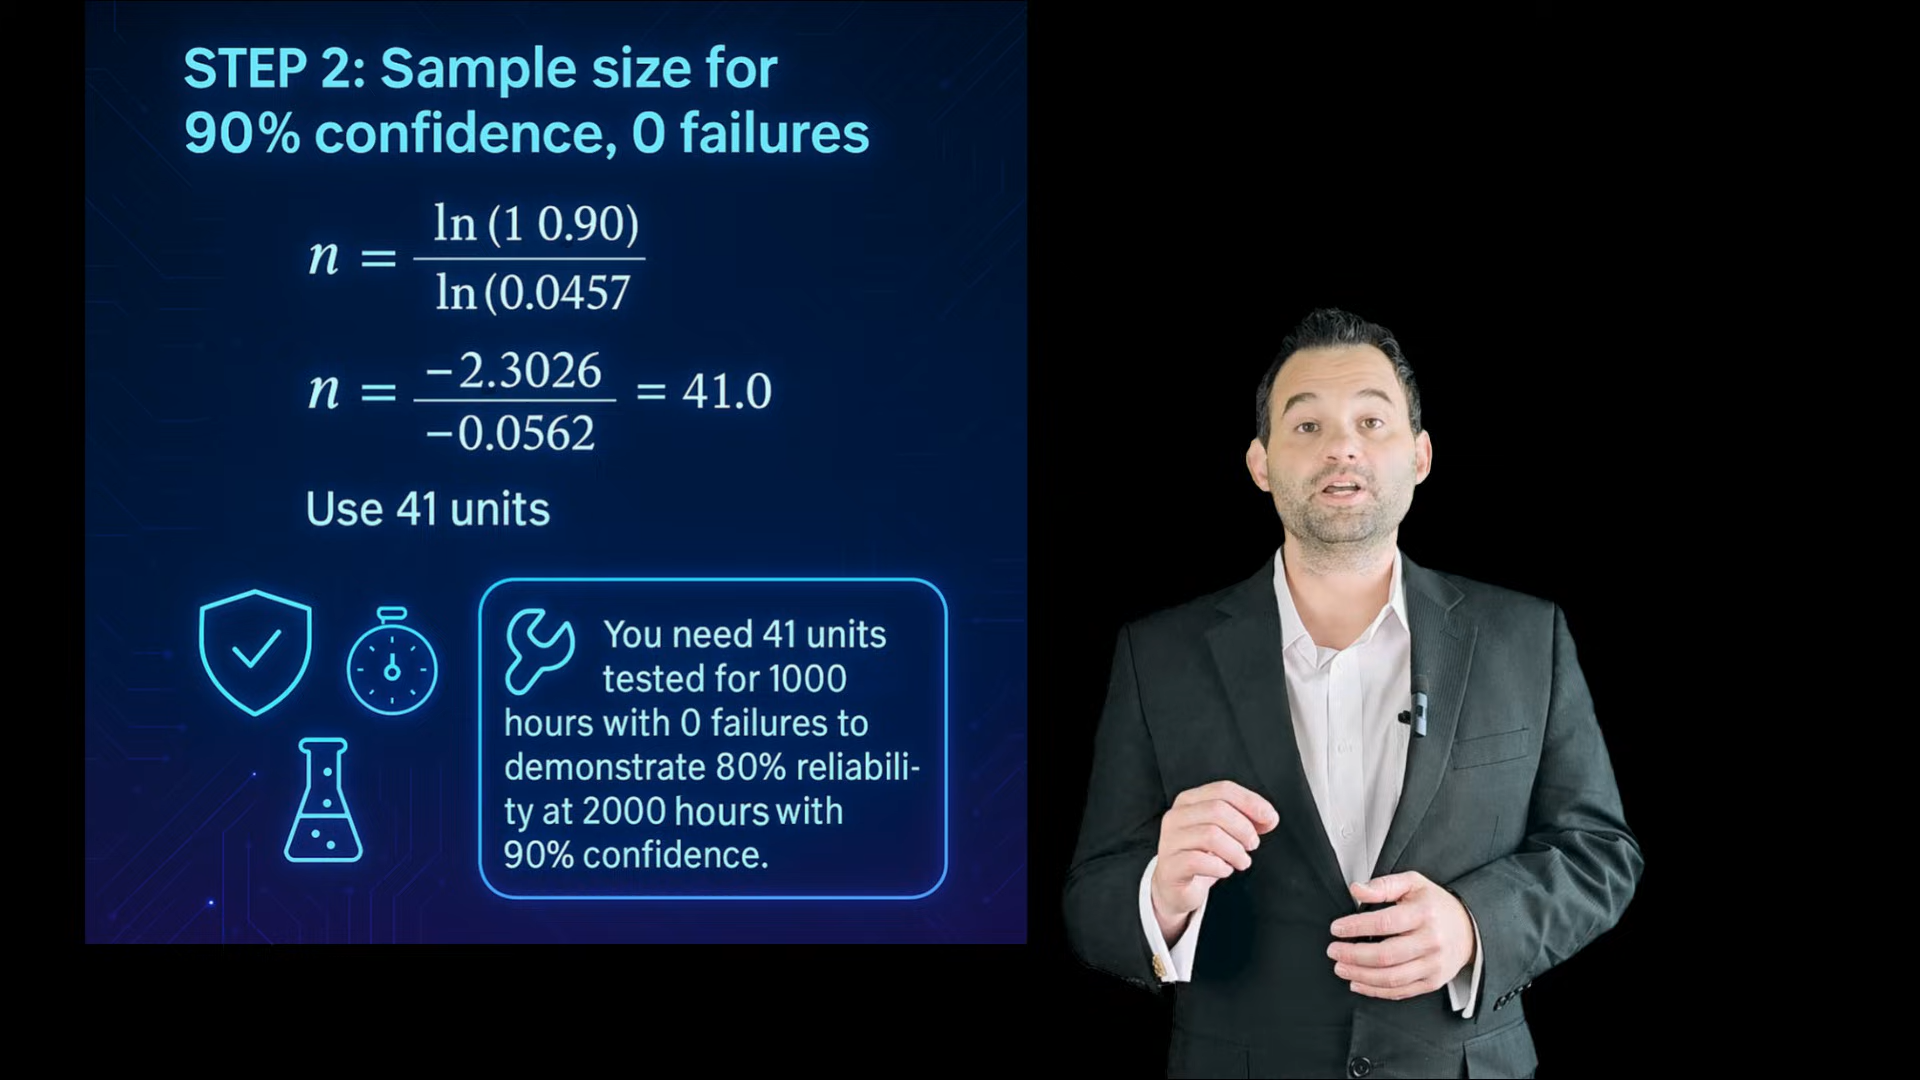 STEP 2: Sample size for
90% confidence, 0 failures
n = ln (1 0.90)
ln (0.0457
n = −2.3026 = 41.0
−0.0562
Use 41 units
You need 41 units
tested for 1000
hours with 0 failures to
demonstrate 80% reliabili-
ty at 2000 hours with
90% confidence.